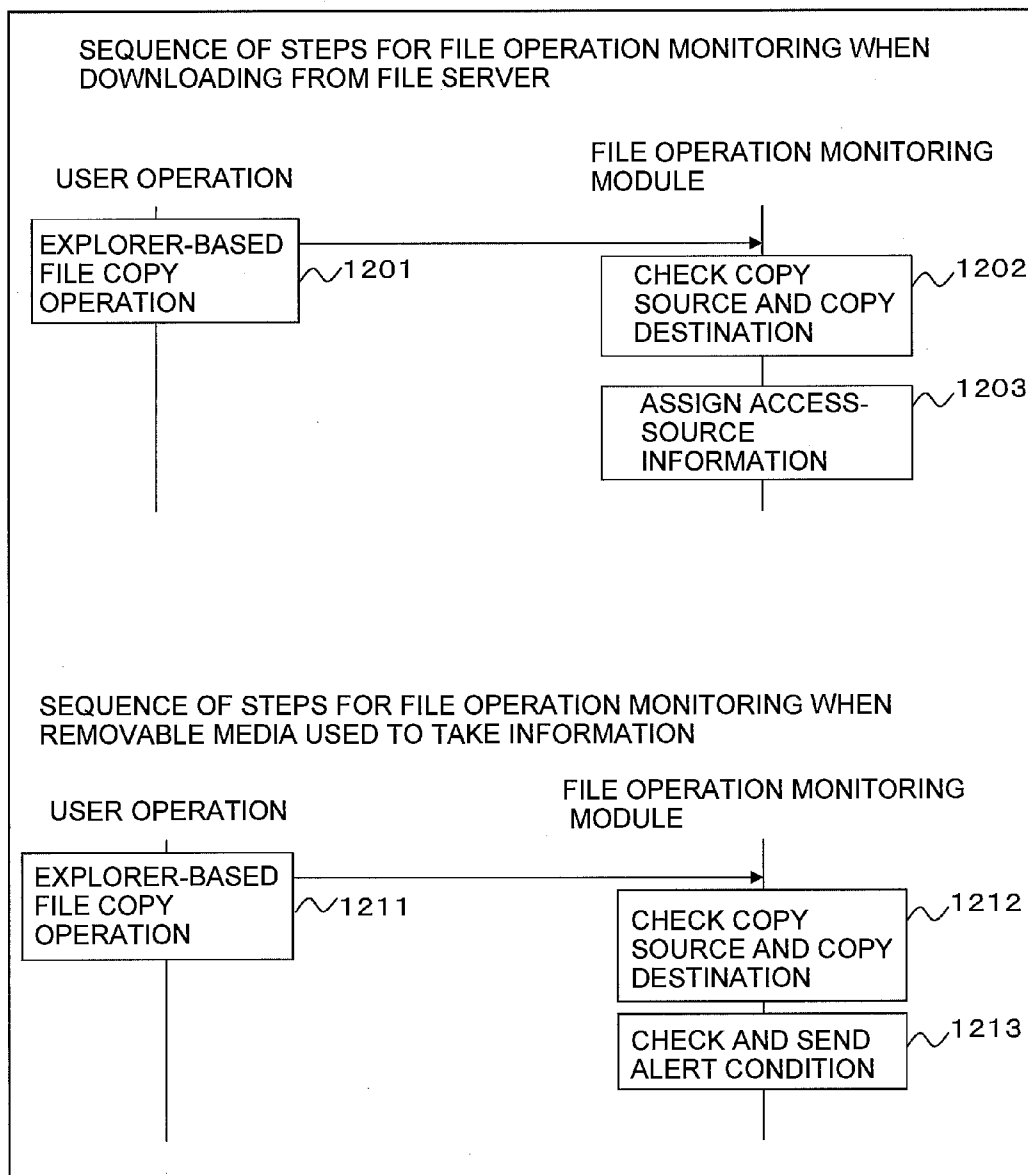 SEQUENCE OF STEPS FOR FILE OPERATION MONITORING WHEN
DOWNLOADING FROM FILE SERVER
USER OPERATION
FILE OPERATION MONITORING
MODULE
EXPLORER-BASED
FILE COPY
OPERATION
1201
CHECK COPY
SOURCE AND COPY
DESTINATION
1202
ASSIGN ACCESS-
SOURCE
INFORMATION
1203
SEQUENCE OF STEPS FOR FILE OPERATION MONITORING WHEN
REMOVABLE MEDIA USED TO TAKE INFORMATION
USER OPERATION
FILE OPERATION MONITORING
MODULE
EXPLORER-BASED
FILE COPY
OPERATION
1211
CHECK COPY
SOURCE AND COPY
DESTINATION
1212
CHECK AND SEND
ALERT CONDITION
1213